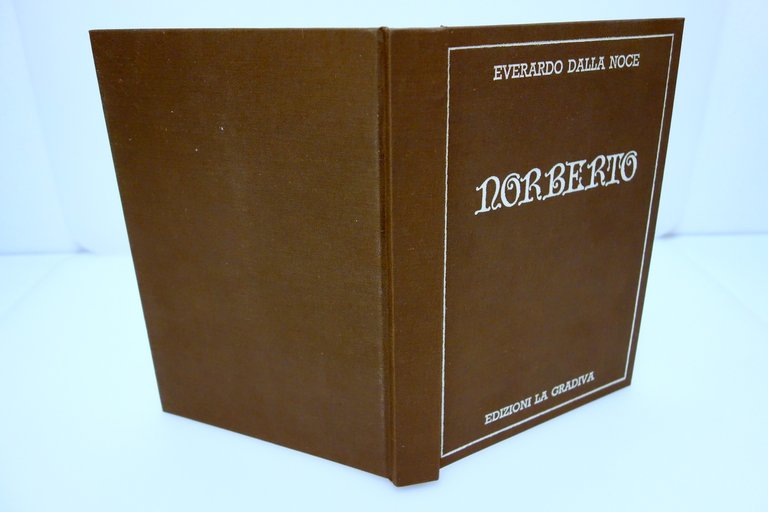 EVERARDO DALLA NOCE
NORBERTO
EDIZIONI LA GRADIVA